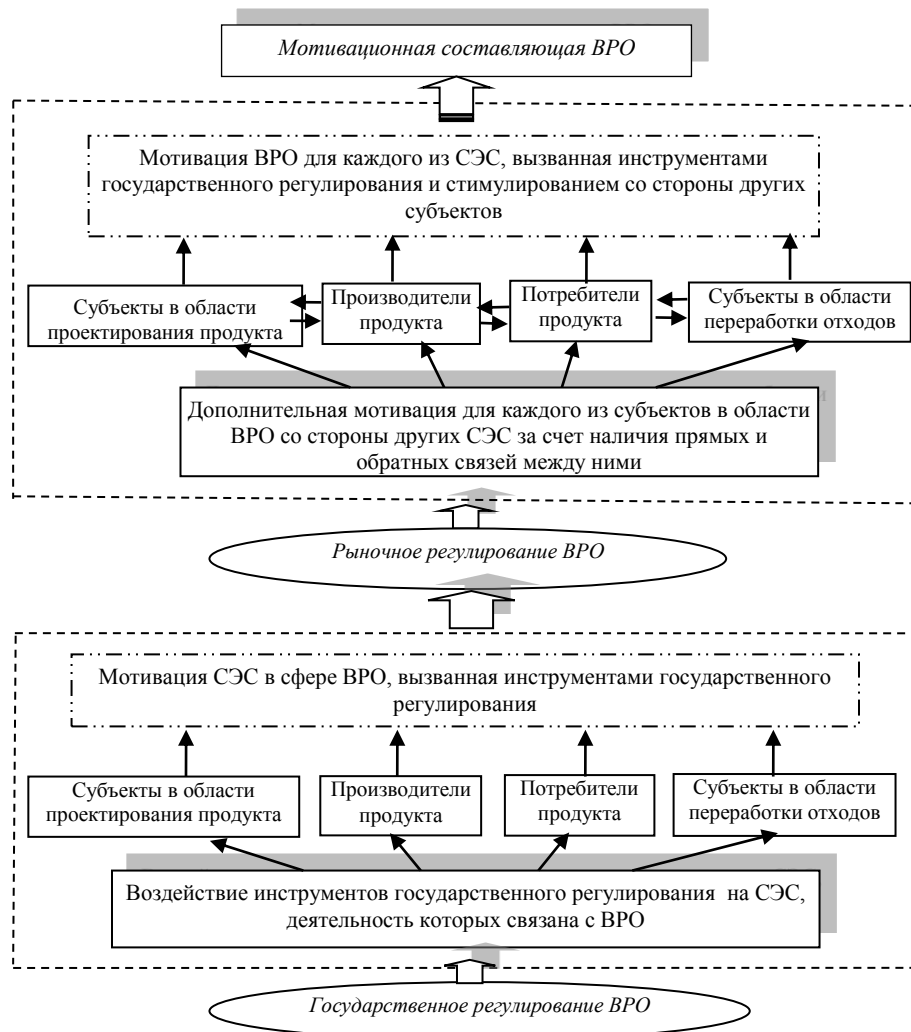 Мотивационная составляющая ВРО
Мотивация ВРО для каждого из СЭС, вызванная инструментами
государственного регулирования и стимулированием со стороны других
субъектов
Субъекты в области
проектирования продукта
Производители
продукта
Потребители
продукта
Субъекты в области
переработки отходов
Дополнительная мотивация для каждого из субъектов в области
ВРО со стороны других СЭС за счет наличия прямых и
обратных связей между ними
Рыночное регулирование ВРО
Мотивация СЭС в сфере ВРО, вызванная инструментами государственного
регулирования
Субъекты в области
проектирования продукта
Производители
продукта
Потребители
продукта
Субъекты в области
переработки отходов
Воздействие инструментов государственного регулирования на СЭС,
деятельность которых связана с ВРО
Государственное регулирование ВРО